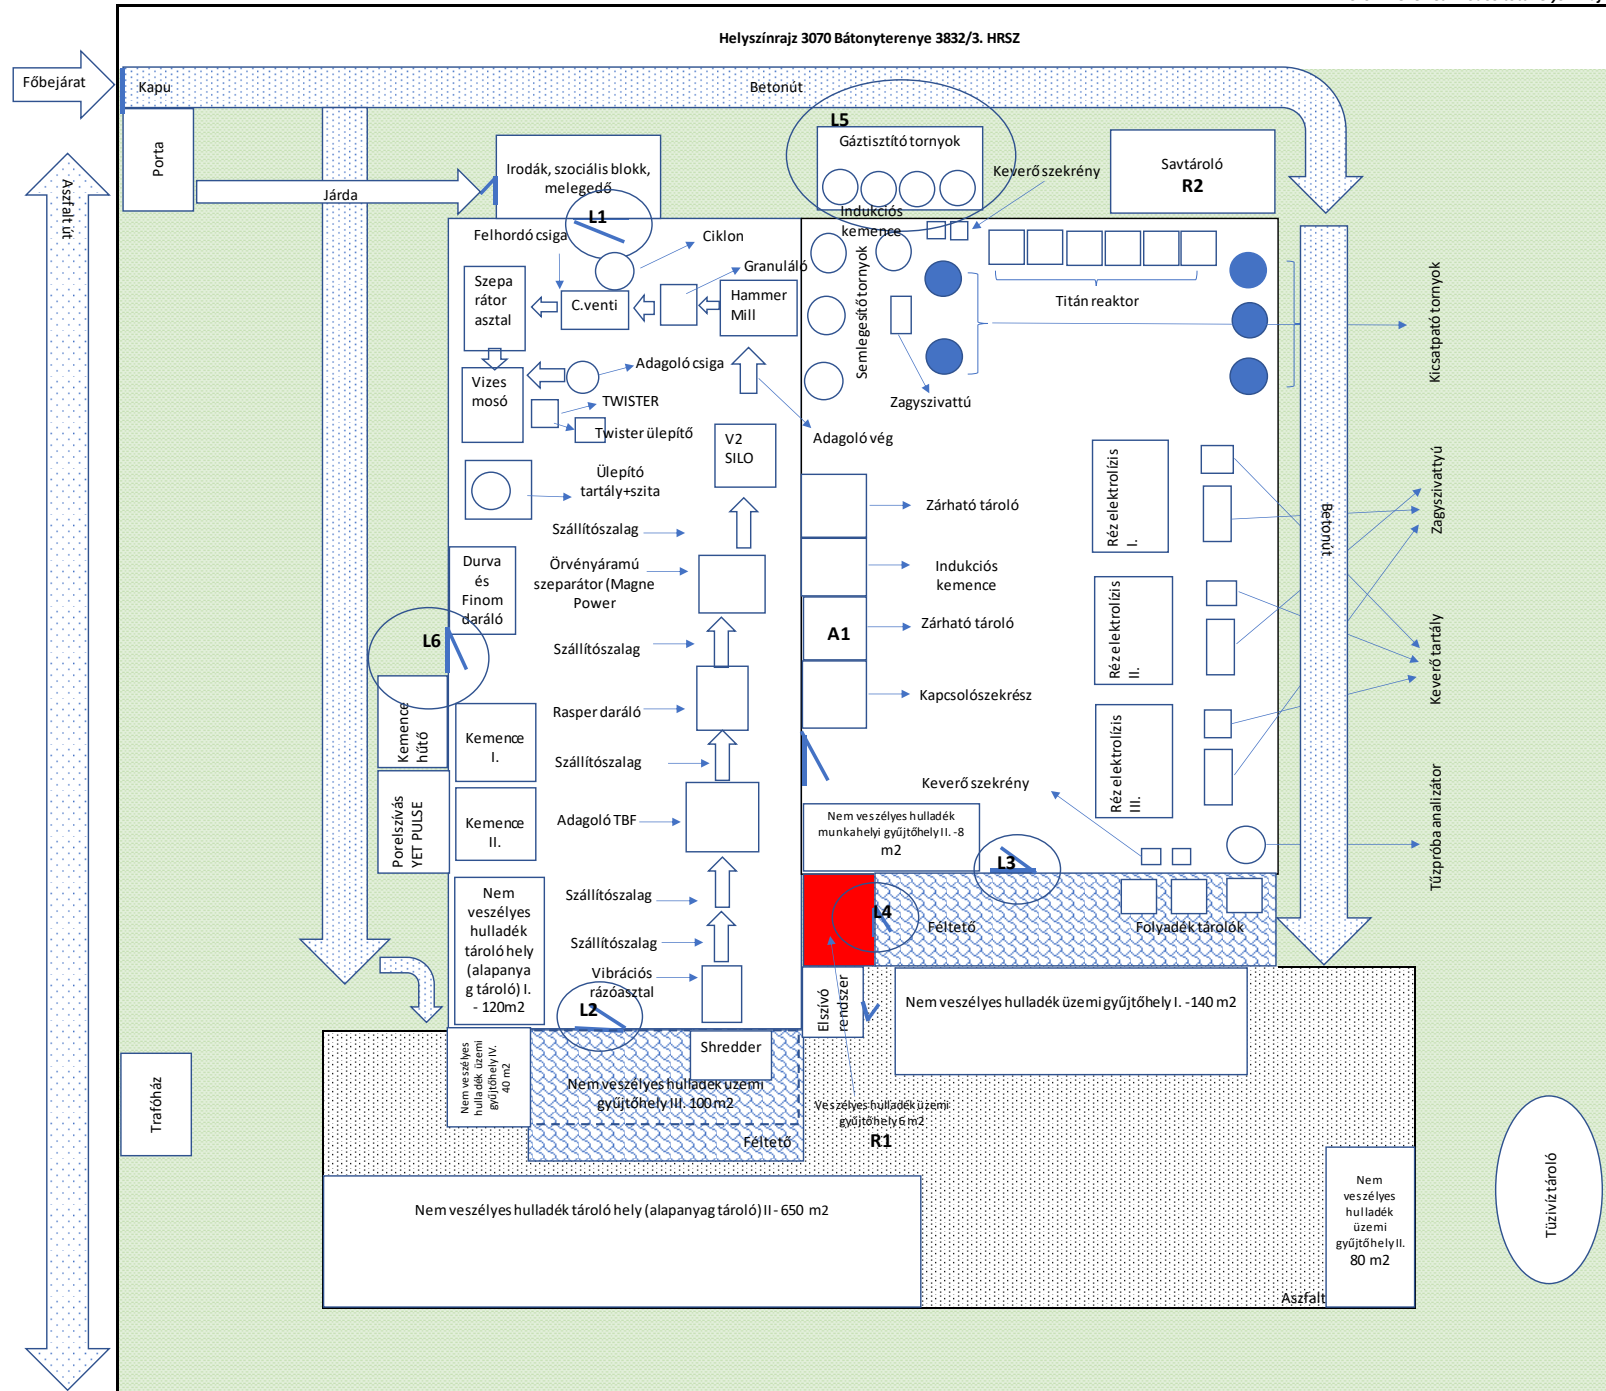 Helyszínrajz 3070 Bátonyterenye 3832/3. HRSZ
Főbejárat
Kapu
Betonút
Porta
Aszfaltút
Járda
Irodák, szociális blokk,
melegedő
L1
L5
Gáztisztító tornyok
Keverő szekrény
Savtároló
R2
Felhordó csiga
Ciklon
Granuláló
Szepa
rátor
asztal
C.venti
Hammer
Mill
Vizes
mosó
Adagoló csiga
TWISTER
Twister ülepítő
V2
SILO
Adagoló vég
Ülepító
tartály+szita
Szállítószalag
Örvényáramú
szeparátor (Magne
Power
Durva
és
Finom
daráló
L6
Szállítószalag
Rasper daráló
Kemence
hűtő
Kemence
I.
Szállítószalag
Porelszívás
YET PULSE
Kemence
II.
Adagoló TBF
Nem
veszélyes
hulladék
tároló hely
(alapanya
g tároló) I.
- 120m2
Szállítószalag
Szállítószalag
Vibrációs
rázóasztal
L2
Indukciós
kemence
Semlegesítő tornyok
Zagyszivattú
Titán reaktor
Kicsatpató tornyok
Zárható tároló
Indukciós
kemence
A1
Zárható tároló
Kapcsolószekrész
Réz elektrolízis
I.
Réz elektrolízis
II.
Réz elektrolízis
III.
Betonút
Zagyszivattyú
Keverő tartály
Tűzpróba analizátor
Keverő szekrény
Nem veszélyes hulladék
munkahelyi gyűjtőhely II. -8
m2
L3
L4
Féltető
Folyadék tárolók
Elszívó
rendszer
Nem veszélyes hulladék üzemi gyűjtőhely I. -140 m2
Nem veszélyes
hulladék üzemi
gyűjtőhely IV.
40 m2
Shredder
Nem veszélyes hulladék üzemi
gyűjtőhely III. 100m2
Féltető
Veszélyes hulladék üzemi
gyűjtőhely 6 m2
R1
Trafóház
Nem veszélyes hulladék tároló hely (alapanyag tároló) II - 650 m2
Nem
veszélyes
hulladék
üzemi
gyűjtőhely II.
80 m2
Aszfalt
Tüzivíz tároló